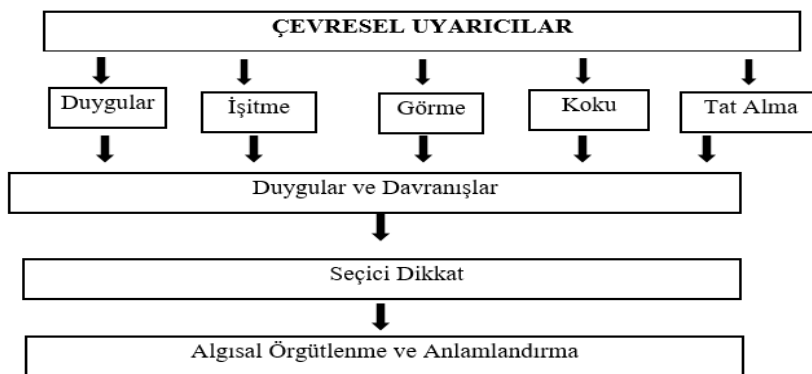 ÇEVRESEL UYARICILAR
Duygular
İşitme
Görme
Koku
Tat Alma
Duygular ve Davranışlar
Seçici Dikkat
Algısal Örgütlenme ve Anlamlandırma